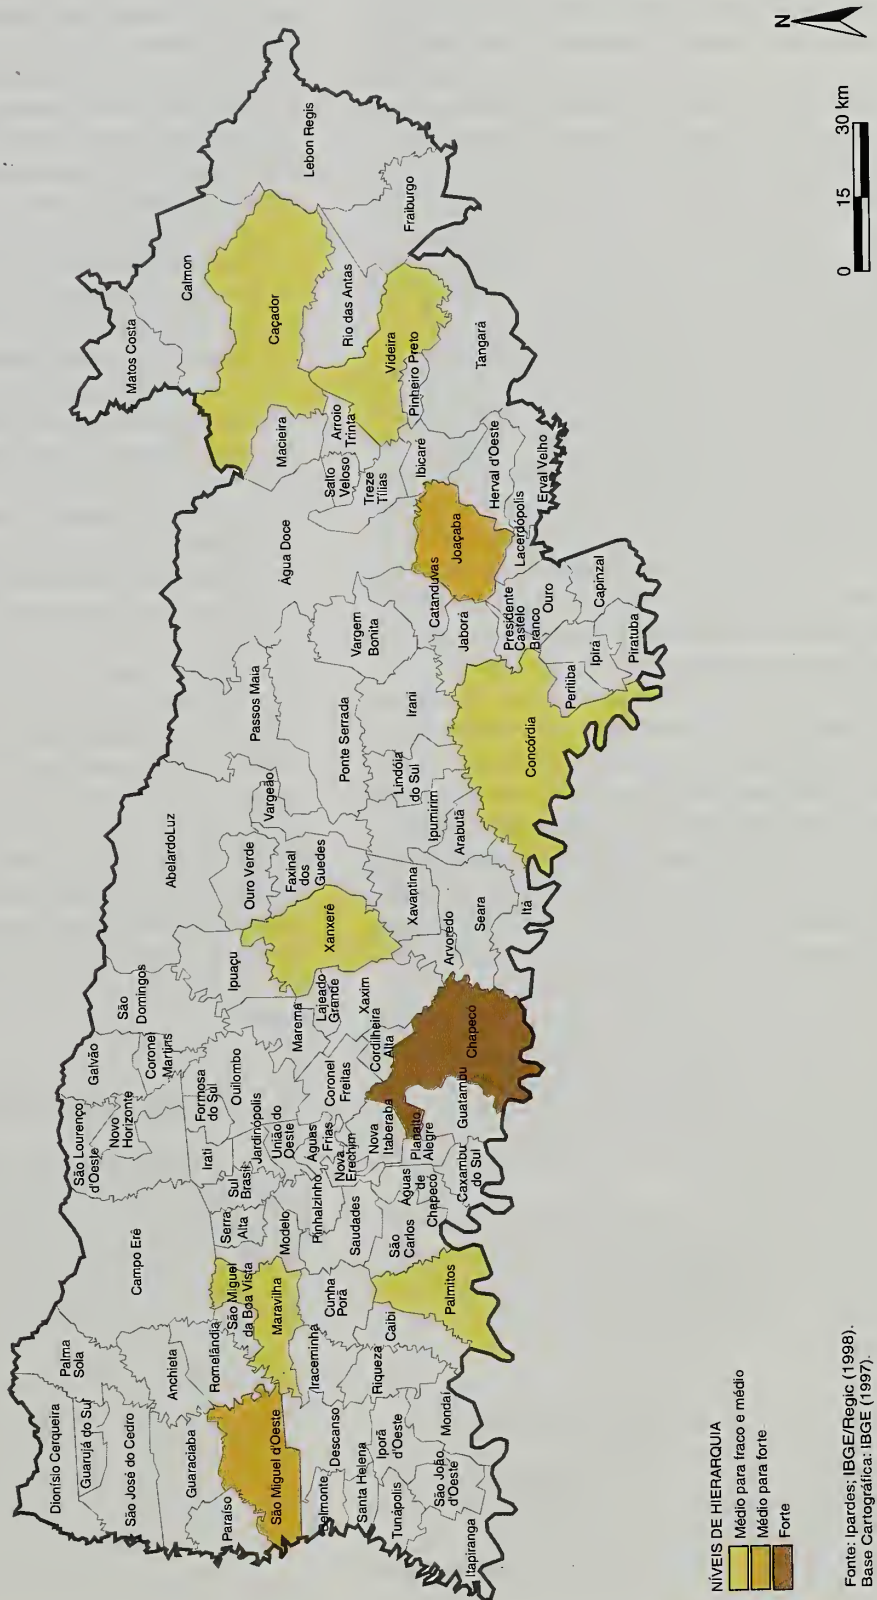 N
Matos Costa
Calmon
Lebon Regis
Caçador
Rio das Antas
Fraiburgo
Macieira
Arroio
Trinta
Videira
Pinheiro Preto
Tangará
Salto
Veloso
Treze
Tílias
Ibicaré
Água Doce
Herval d'Oeste
Erval Velho
Joaçaba
Lacerdópolis
Catanduvas
Jaborá
Vargem
Bonita
Presidente
Castelo
Branco
Ouro
Capinzal
Ipirá
Piratuba
Peritiba
Passos Maia
Ponte Serrada
Irani
Concórdia
Lindóia
do Sul
Ipumirim
Arabutã
Vargeão
AbelardoLuz
Ouro Verde
Faxinal
dos
Guedes
Xanxerê
Xavantina
Seara
Itá
Arvoredo
Ipuaçu
São
Domingos
Marema
Lajeado
Grande
Xaxim
Cordilheira
Alta
Chapecó
Galvão
Coronel
Martins
Coronel
Freitas
Guatambu
São Lourenço
d'Oeste
Novo
Horizonte
Formosa
do Sul
Quilombo
Jardinópolis
União do
Oeste
Irati
Sul
Brasil
Águas
Frias
Nova
Erechim
Nova
Itaberaba
Planalto
Alegre
Caxambu
do Sul
Águas
de
Chapecó
Serra
Alta
Modelo
Pinhalzinho
Saudades
São
Carlos
Campo Erê
São Miguel
da Boa Vista
Maravilha
Cunha
Porã
Palmitos
Caibi
Romelândia
Iraceminha
Riqueza
Palma
Sola
Anchieta
Dionísio Cerqueira
Guarujá do Sul
São José do Cedro
Guaraciaba
Paraíso
São Miguel d'Oeste
Descanso
Belmonte
Santa Helena
Iporã
d'Oeste
Mondaí
Tunápolis
São João
d'Oeste
Itapiranga
0 15 30 km
NÍVEIS DE HIERARQUIA
Médio para fraco e médio
Médio para forte
Forte
Fonte: Ipardes; IBGE/Regic (1998).
Base Cartográfica: IBGE (1997).